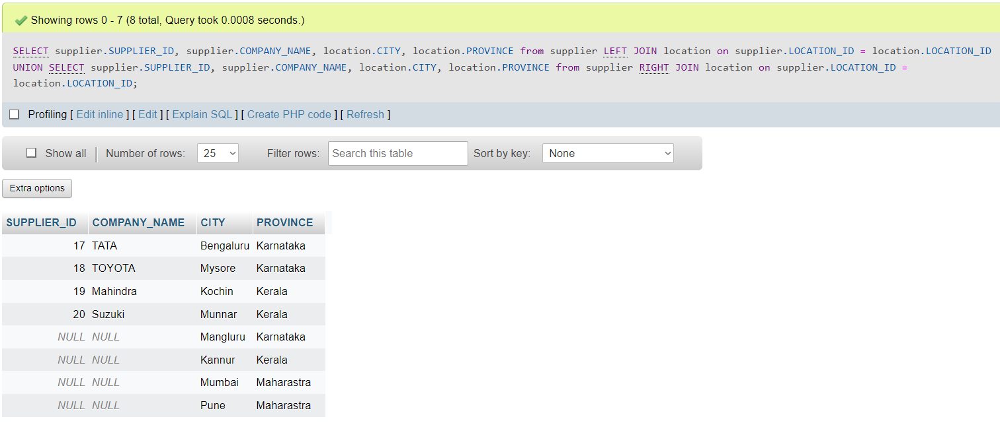 Showing rows 0 - 7 (8 total, Query took 0.0008 seconds.)
SELECT supplier.SUPPLIER_ID, supplier.COMPANY_NAME, location.CITY, location.PROVINCE from supplier LEFT JOIN location on supplier.LOCATION_ID = location.LOCATION_ID
UNION SELECT supplier.SUPPLIER_ID, supplier.COMPANY_NAME, location.CITY, location.PROVINCE from supplier RIGHT JOIN location on supplier.LOCATION_ID =
location.LOCATION_ID;
Profiling [ Edit inline ] [ Edit ] [ Explain SQL ] [ Create PHP code ] [ Refresh ]
Show all Number of rows: 25 Filter rows: Search this table Sort by key: None
Extra options
SUPPLIER_ID COMPANY_NAME CITY PROVINCE
17 TATA Bengaluru Karnataka
18 TOYOTA Mysore Karnataka
19 Mahindra Kochin Kerala
20 Suzuki Munnar Kerala
NULL NULL Mangluru Karnataka
NULL NULL Kannur Kerala
NULL NULL Mumbai Maharastra
NULL NULL Pune Maharastra